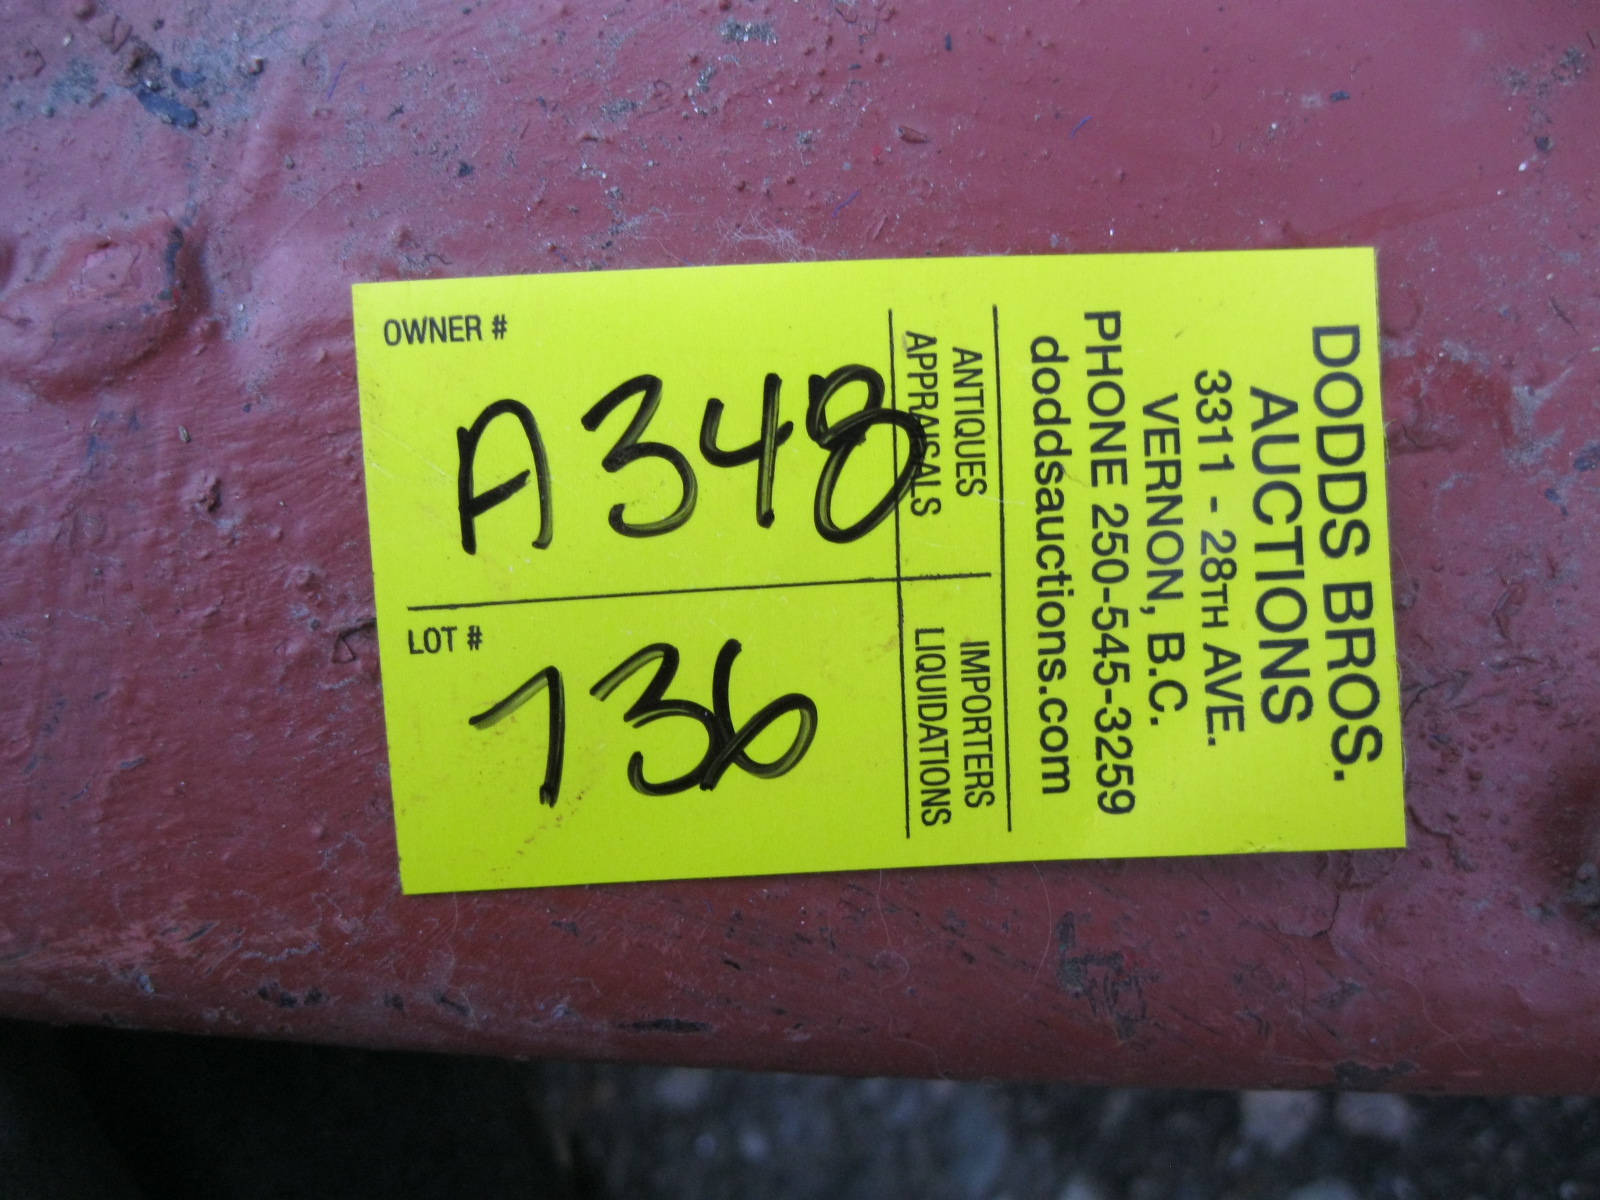 DODDS BROS.
AUCTIONS
3311 - 28TH AVE.
VERNON, B.C.
PHONE 250-545-3259
doddsauctions.com
ANTIQUES IMPORTERS
APPRAISALS LIQUIDATIONS
OWNER #
A348
LOT #
736